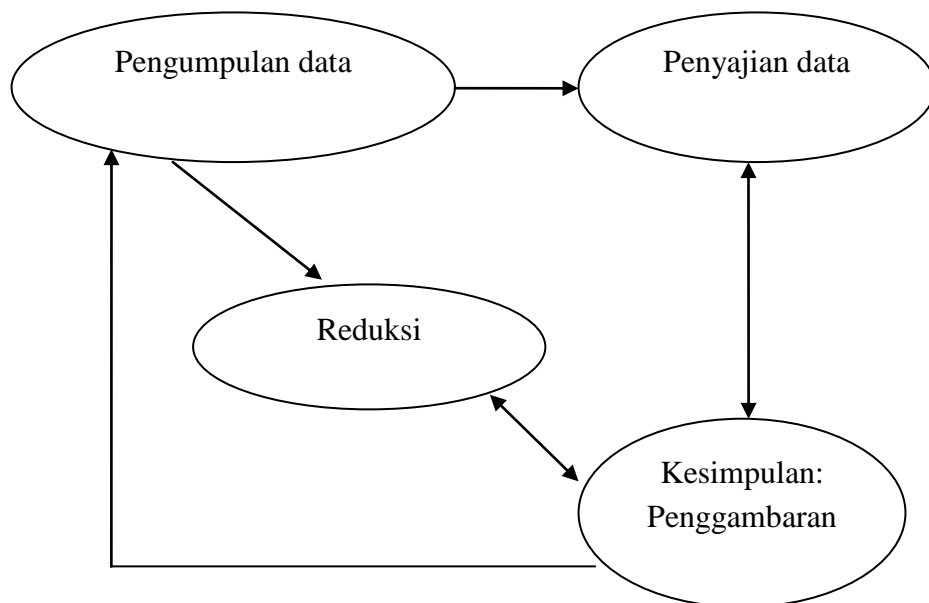 Pengumpulan data
Penyajian data
Reduksi
Kesimpulan:
Penggambaran